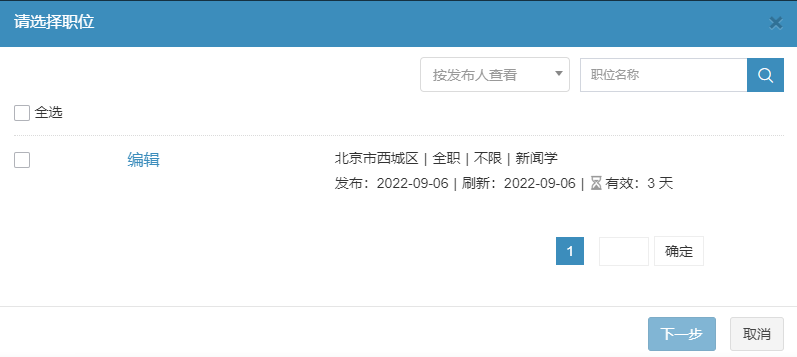 请选择职位
×
按发布人查看
职位名称
全选
编辑
北京市西城区 | 全职 | 不限 | 新闻学
发布：2022-09-06 | 刷新：2022-09-06 | 有效：3 天
1
确定
下一步
取消